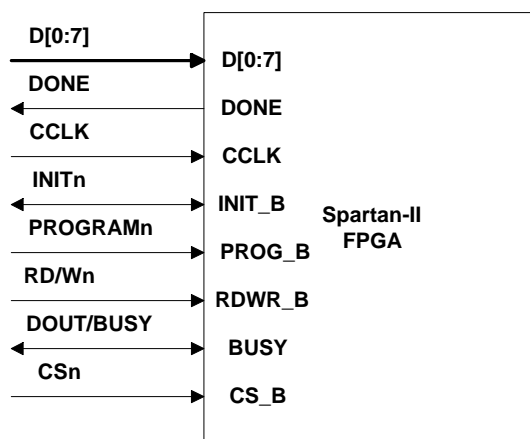 D[0:7]
D[0:7]
DONE
DONE
CCLK
CCLK
INITn
INIT_B
PROGRAMn
PROG_B
RD/Wn
RDWR_B
DOUT/BUSY
BUSY
CSn
CS_B
Spartan-II
FPGA